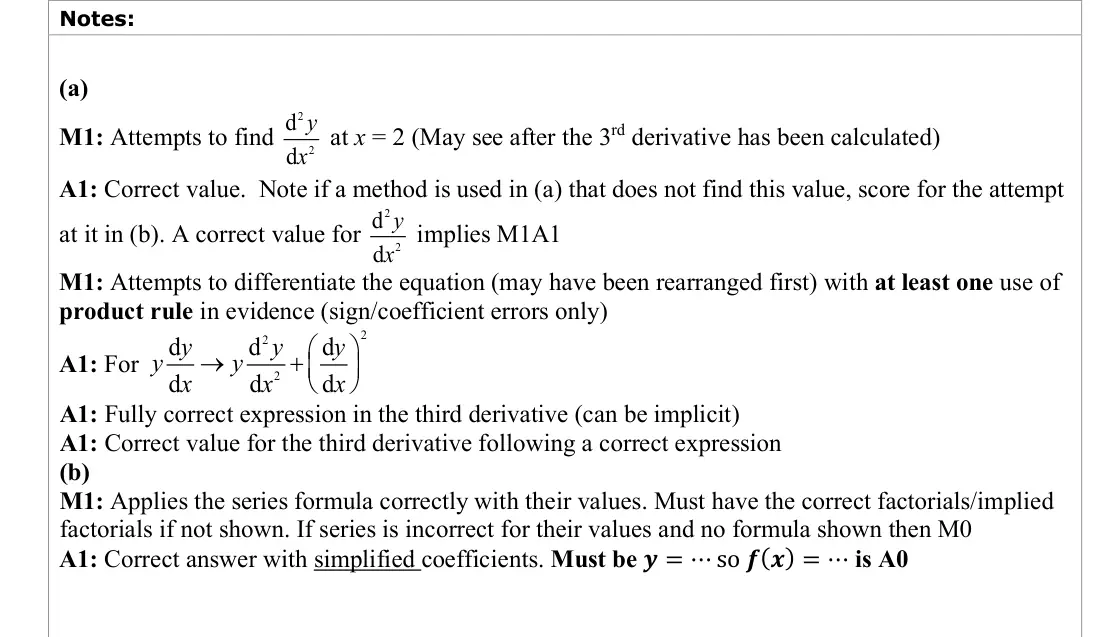 Notes:
(a)
M1: Attempts to find d²y/dx² at x = 2 (May see after the 3rd derivative has been calculated)
A1: Correct value.  Note if a method is used in (a) that does not find this value, score for the attempt
at it in (b). A correct value for d²y/dx² implies M1A1
M1: Attempts to differentiate the equation (may have been rearranged first) with at least one use of
product rule in evidence (sign/coefficient errors only)
A1: For y dy/dx → y d²y/dx² + (dy/dx)²
A1: Fully correct expression in the third derivative (can be implicit)
A1: Correct value for the third derivative following a correct expression
(b)
M1: Applies the series formula correctly with their values. Must have the correct factorials/implied
factorials if not shown. If series is incorrect for their values and no formula shown then M0
A1: Correct answer with simplified coefficients. Must be y = ⋯ so f(x) = ⋯ is A0